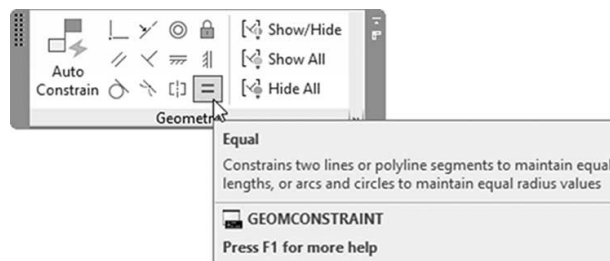 Auto
Constrain
Show/Hide
Show All
Hide All
Geometr
Equal
Constrains two lines or polyline segments to maintain equal
lengths, or arcs and circles to maintain equal radius values
GEOMCONSTRAINT
Press F1 for more help